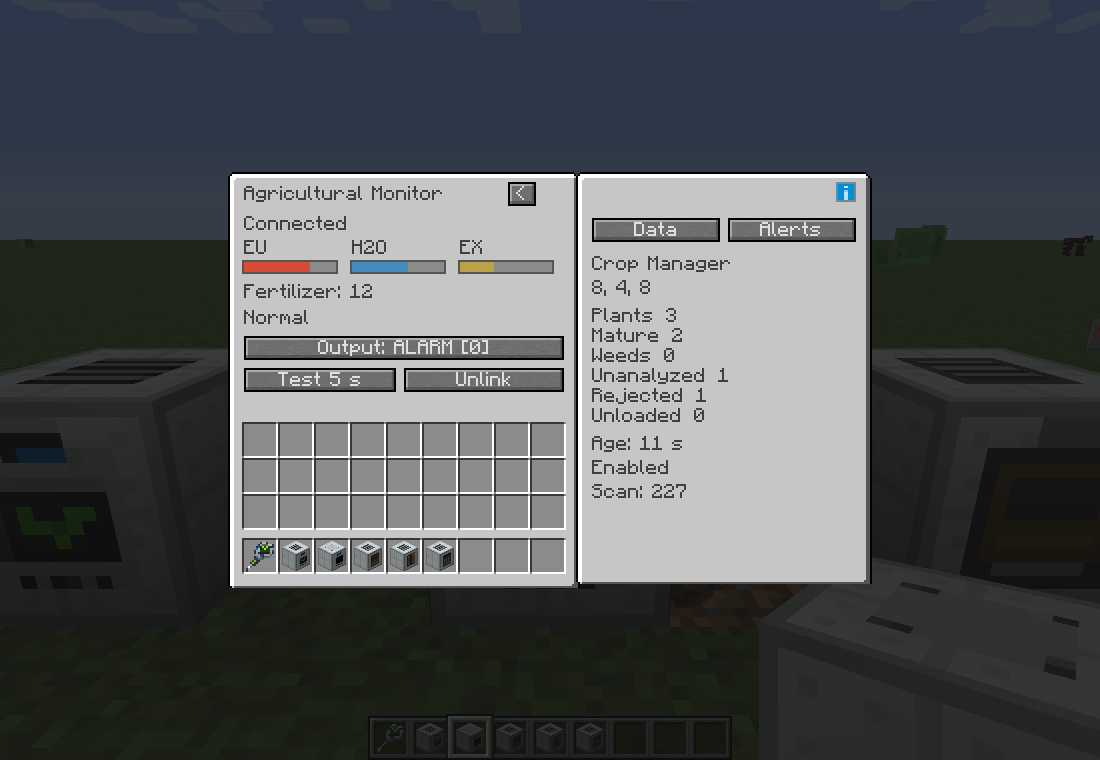 Agricultural Monitor
<
Connected
EU H2O EX
Fertilizer: 12
Normal
Output: ALARM [0]
Test 5 s Unlink
i
Data Alerts
Crop Manager
8, 4, 8
Plants 3
Mature 2
Weeds 0
Unanalyzed 1
Rejected 1
Unloaded 0
Age: 11 s
Enabled
Scan: 227